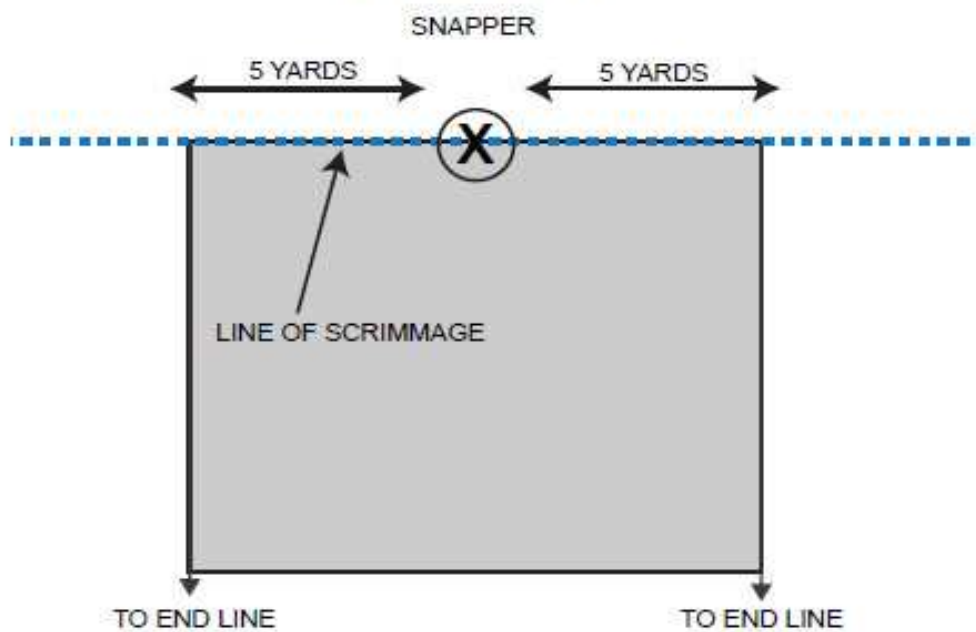 SNAPPER
5 YARDS
5 YARDS
X
LINE OF SCRIMMAGE
TO END LINE
TO END LINE